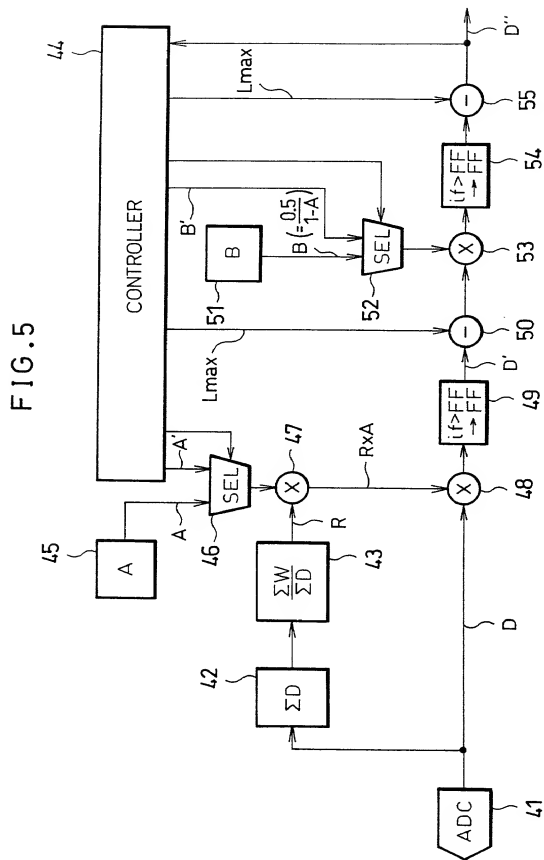 FIG.5
44
CONTROLLER
45
A
A
A'
SEL
46
47
X
R
RxA
42
ΣD
43
ΣW
ΣD
41
ADC
D
48
X
49
if>FF
→FF
D'
50
−
Lmax
51
B
B (=0.5/1-A)
B'
SEL
52
53
X
54
if>FF
→FF
55
−
Lmax
D''